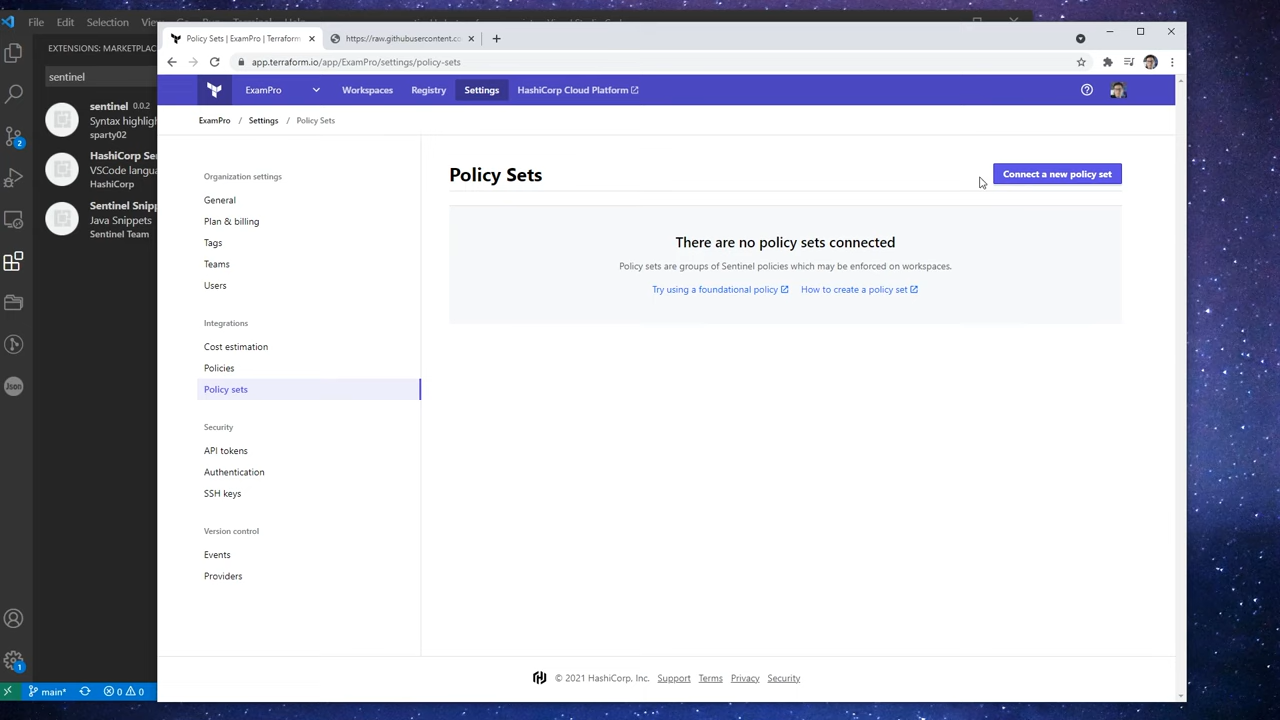 File Edit Selection
EXTENSIONS: MARKETPLAC
sentinel
sentinel 0.0.2
Syntax highlig
sparty02
HashiCorp Se
VSCode langu
HashiCorp
Sentinel Snipp
Java Snippets
Sentinel Team
2
Json
1
main*
0 0
Policy Sets | ExamPro | Terraform
https://raw.githubusercontent.co
app.terraform.io/app/ExamPro/settings/policy-sets
ExamPro Workspaces Registry Settings HashiCorp Cloud Platform
ExamPro / Settings / Policy Sets
Organization settings
General
Plan & billing
Tags
Teams
Users
Integrations
Cost estimation
Policies
Policy sets
Security
API tokens
Authentication
SSH keys
Version control
Events
Providers
Policy Sets
Connect a new policy set
There are no policy sets connected
Policy sets are groups of Sentinel policies which may be enforced on workspaces.
Try using a foundational policy How to create a policy set
© 2021 HashiCorp, Inc. Support Terms Privacy Security